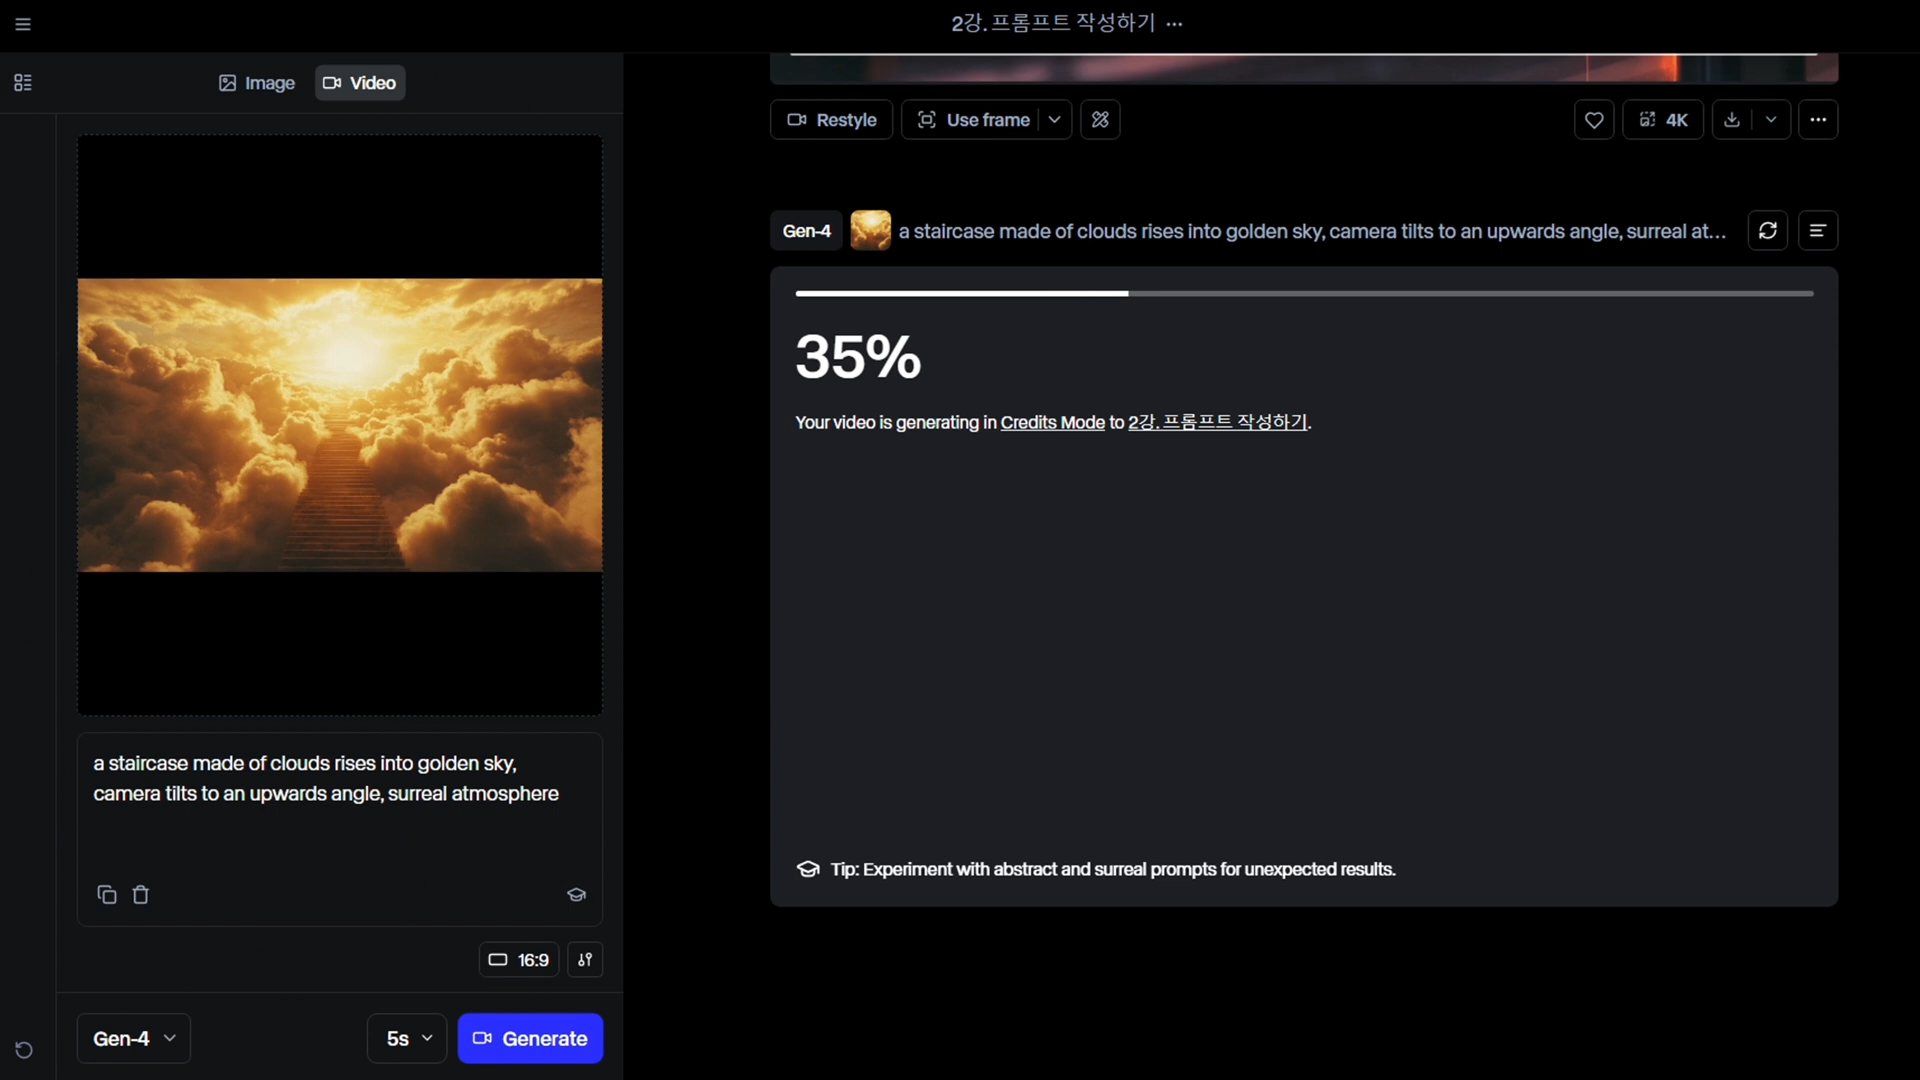 2강. 프롬프트 작성하기 ...
Image
Video
Restyle
Use frame
4K
Gen-4
a staircase made of clouds rises into golden sky, camera tilts to an upwards angle, surreal at...
35%
Your video is generating in Credits Mode to 2강. 프롬프트 작성하기.
Tip: Experiment with abstract and surreal prompts for unexpected results.
a staircase made of clouds rises into golden sky,
camera tilts to an upwards angle, surreal atmosphere
16:9
Gen-4
5s
Generate